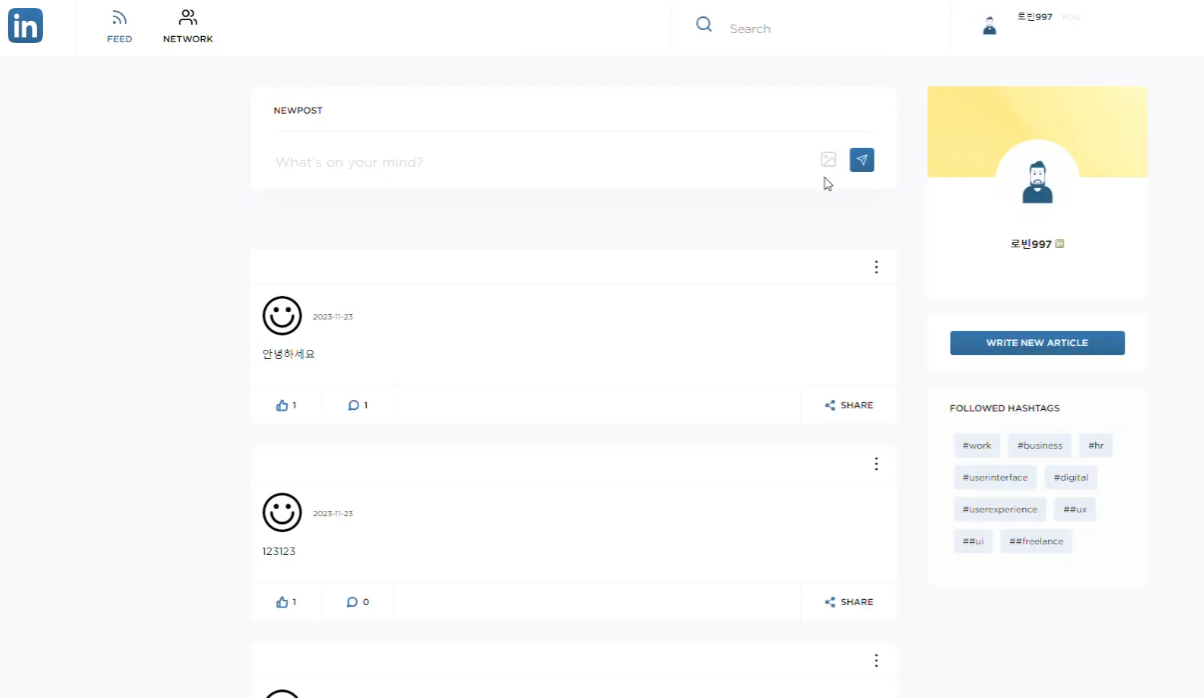 in
FEED
NETWORK
Search
로빈997 YOU
NEWPOST
What's on your mind?
2023-11-23
안녕하세요
1
1
SHARE
2023-11-23
123123
1
0
SHARE
로빈997 in
WRITE NEW ARTICLE
FOLLOWED HASHTAGS
#work #business #hr
#userinterface #digital
#userexperience ##ux
##ui ##freelance